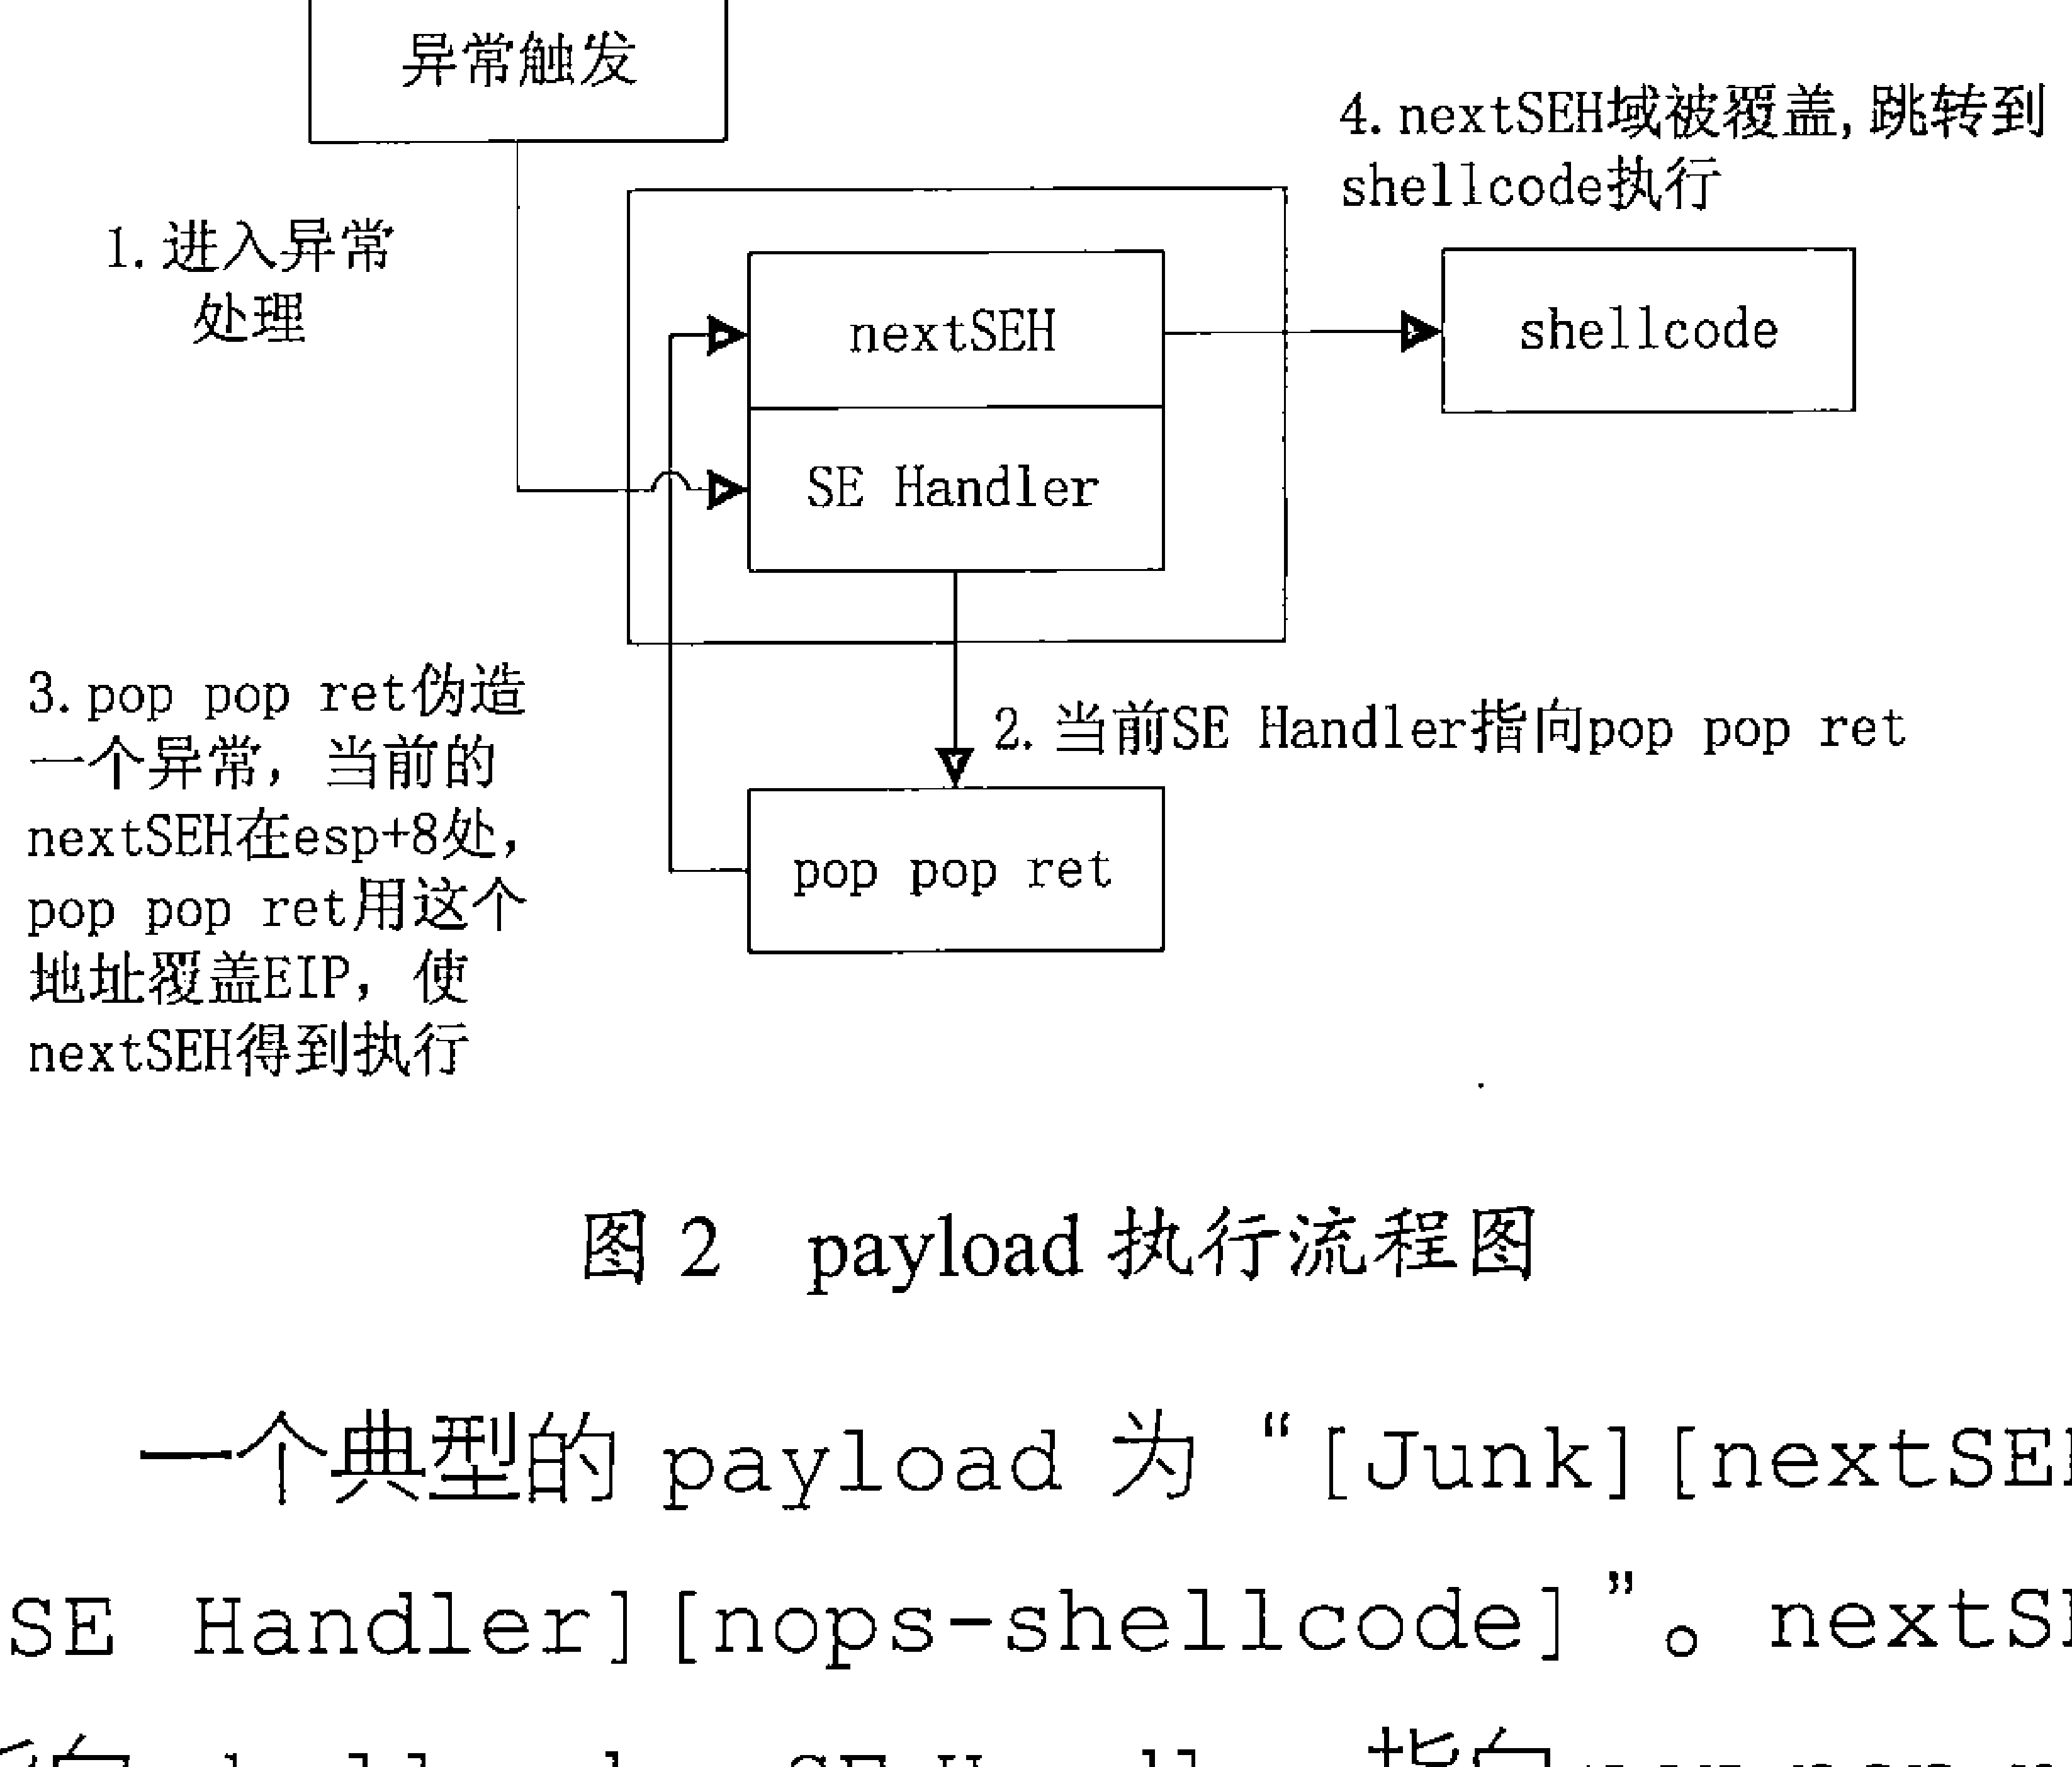 异常触发
4. nextSEH域被覆盖,跳转到
shellcode执行
1. 进入异常
处理
nextSEH
shellcode
SE Handler
3. pop pop ret伪造
一个异常，当前的
nextSEH在esp+8处，
pop pop ret用这个
地址覆盖EIP，使
nextSEH得到执行
2. 当前SE Handler指向pop pop ret
pop pop ret
图 2 payload 执行流程图
一个典型的 payload 为“[Junk][nextSE
SE Handler][nops-shellcode]”。nextS
SE Handler 指向